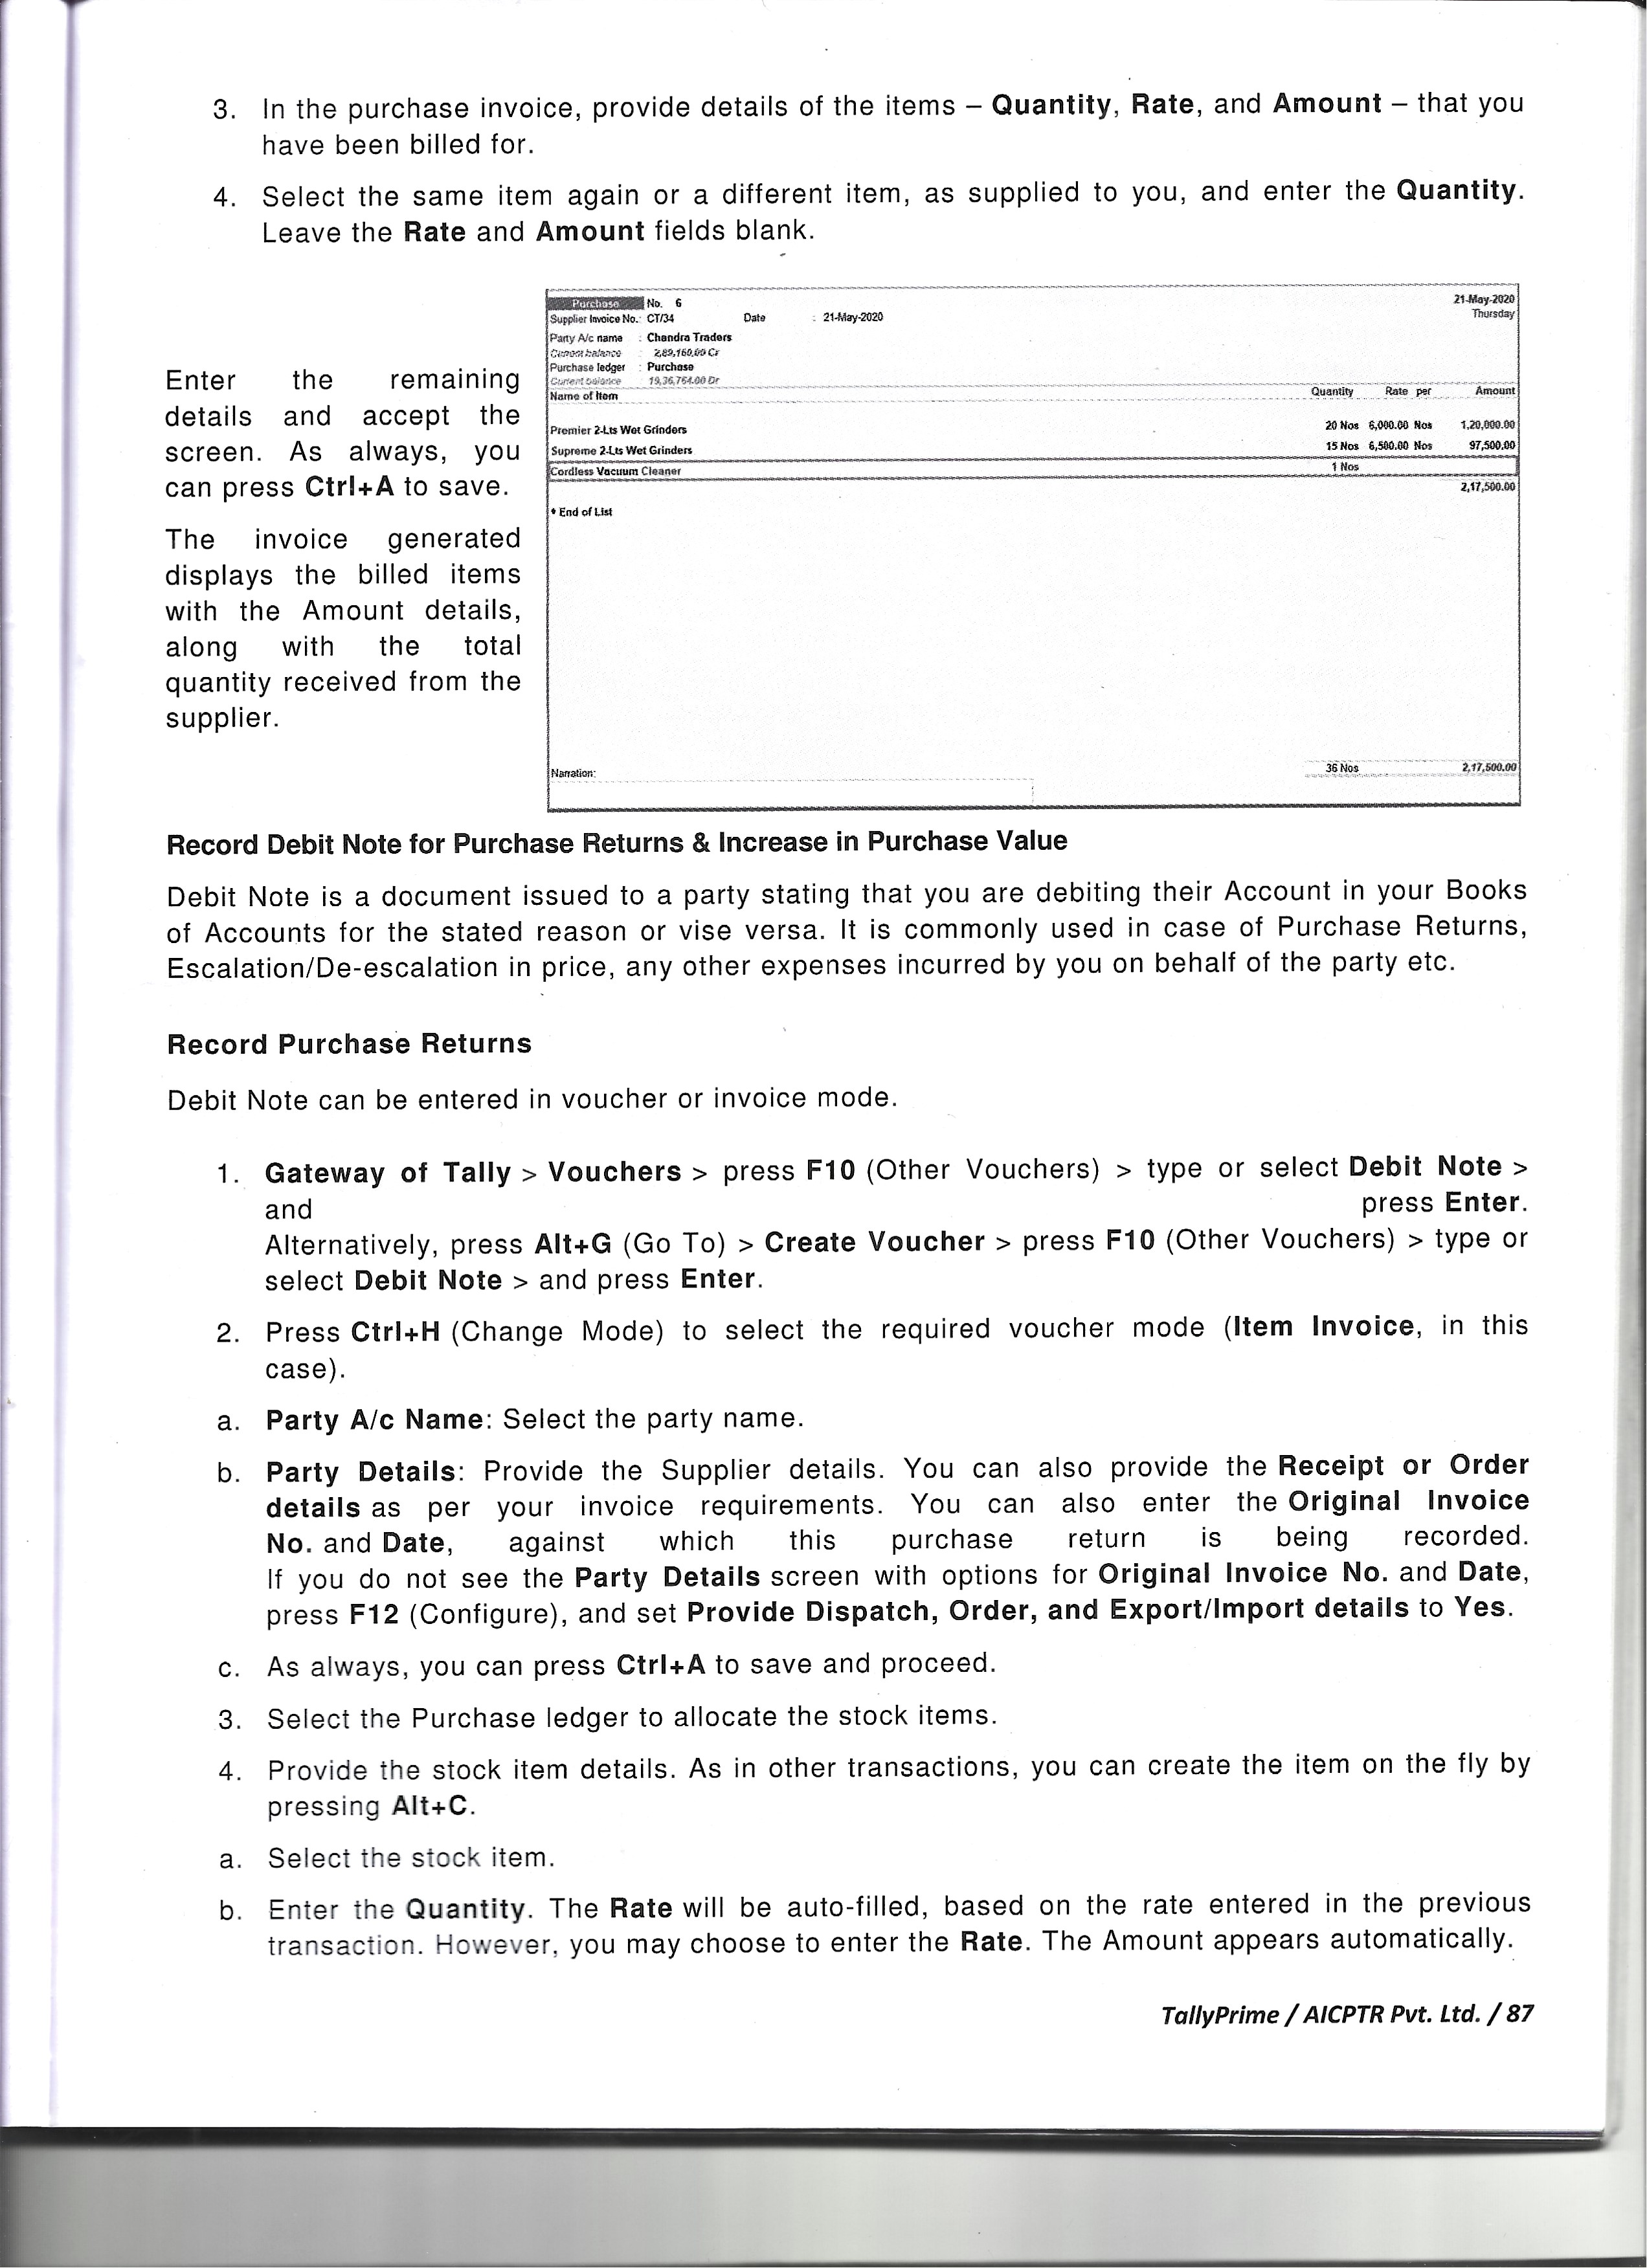 3. In the purchase invoice, provide details of the items – Quantity, Rate, and Amount – that you
have been billed for.
4. Select the same item again or a different item, as supplied to you, and enter the Quantity.
Leave the Rate and Amount fields blank.
Enter the remaining
details and accept the
screen. As always, you
can press Ctrl+A to save.
The invoice generated
displays the billed items
with the Amount details,
along with the total
quantity received from the
supplier.
Purchase No. 6 21-May-2020
Supplier Invoice No.: CT/34 Date : 21-May-2020 Thursday
Party A/c name : Chandra Traders
Current balance : 2,89,160.00 Cr
Purchase ledger : Purchase
Current balance : 19,36,764.00 Dr
Name of Item Quantity Rate per Amount
Premier 2-Lts Wet Grinders 20 Nos 6,000.00 Nos 1,20,000.00
Supreme 2-Lts Wet Grinders 15 Nos 6,500.00 Nos 97,500.00
Cordless Vacuum Cleaner 1 Nos
2,17,500.00
♦ End of List
Narration: 36 Nos 2,17,500.00
Record Debit Note for Purchase Returns & Increase in Purchase Value
Debit Note is a document issued to a party stating that you are debiting their Account in your Books
of Accounts for the stated reason or vise versa. It is commonly used in case of Purchase Returns,
Escalation/De-escalation in price, any other expenses incurred by you on behalf of the party etc.
Record Purchase Returns
Debit Note can be entered in voucher or invoice mode.
1. Gateway of Tally > Vouchers > press F10 (Other Vouchers) > type or select Debit Note >
and press Enter.
Alternatively, press Alt+G (Go To) > Create Voucher > press F10 (Other Vouchers) > type or
select Debit Note > and press Enter.
2. Press Ctrl+H (Change Mode) to select the required voucher mode (Item Invoice, in this
case).
a. Party A/c Name: Select the party name.
b. Party Details: Provide the Supplier details. You can also provide the Receipt or Order
details as per your invoice requirements. You can also enter the Original Invoice
No. and Date, against which this purchase return is being recorded.
If you do not see the Party Details screen with options for Original Invoice No. and Date,
press F12 (Configure), and set Provide Dispatch, Order, and Export/Import details to Yes.
c. As always, you can press Ctrl+A to save and proceed.
3. Select the Purchase ledger to allocate the stock items.
4. Provide the stock item details. As in other transactions, you can create the item on the fly by
pressing Alt+C.
a. Select the stock item.
b. Enter the Quantity. The Rate will be auto-filled, based on the rate entered in the previous
transaction. However, you may choose to enter the Rate. The Amount appears automatically.
TallyPrime / AICPTR Pvt. Ltd. / 87